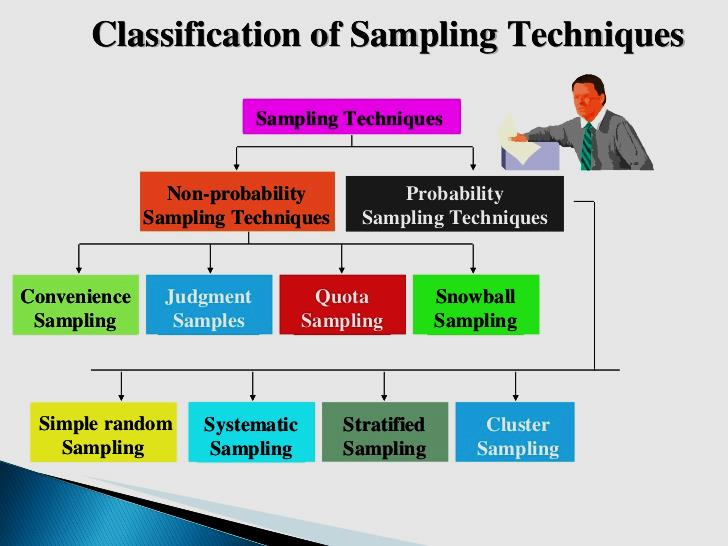 Classification of Sampling Techniques
Sampling Techniques
Non-probability
Sampling Techniques
Probability
Sampling Techniques
Convenience
Sampling
Judgment
Samples
Quota
Sampling
Snowball
Sampling
Simple random
Sampling
Systematic
Sampling
Stratified
Sampling
Cluster
Sampling